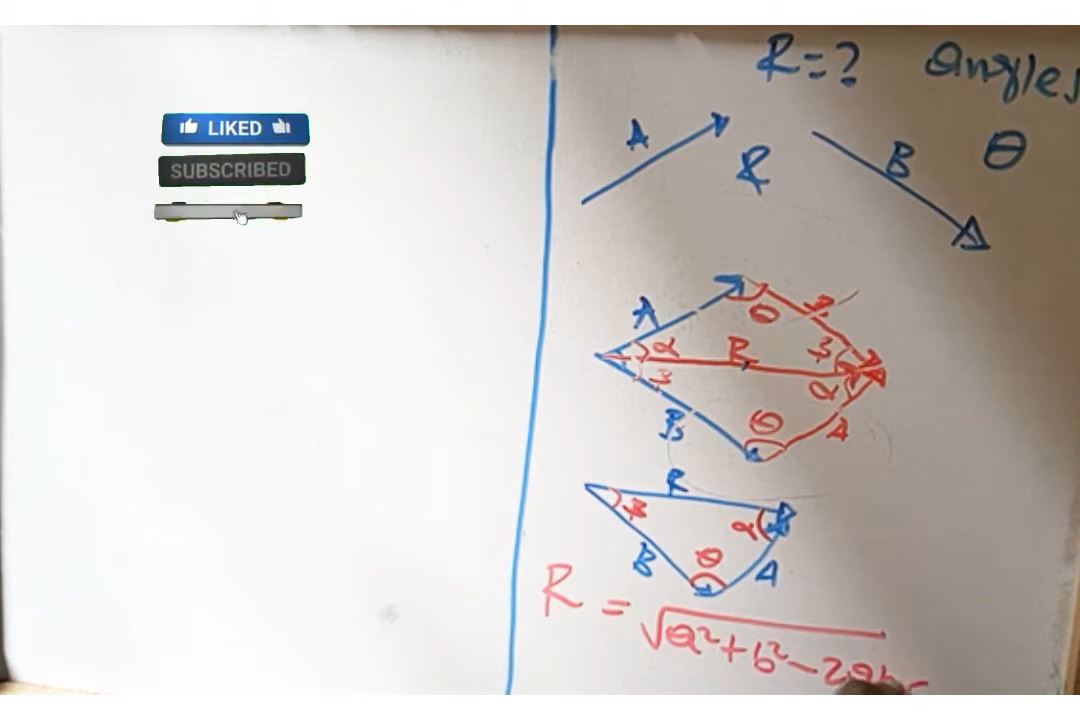 LIKED
SUBSCRIBED
R=? angles
A & B θ
A θ
α R
B α
B θ A
R
β α
B θ A
R = √a²+b²-2ab